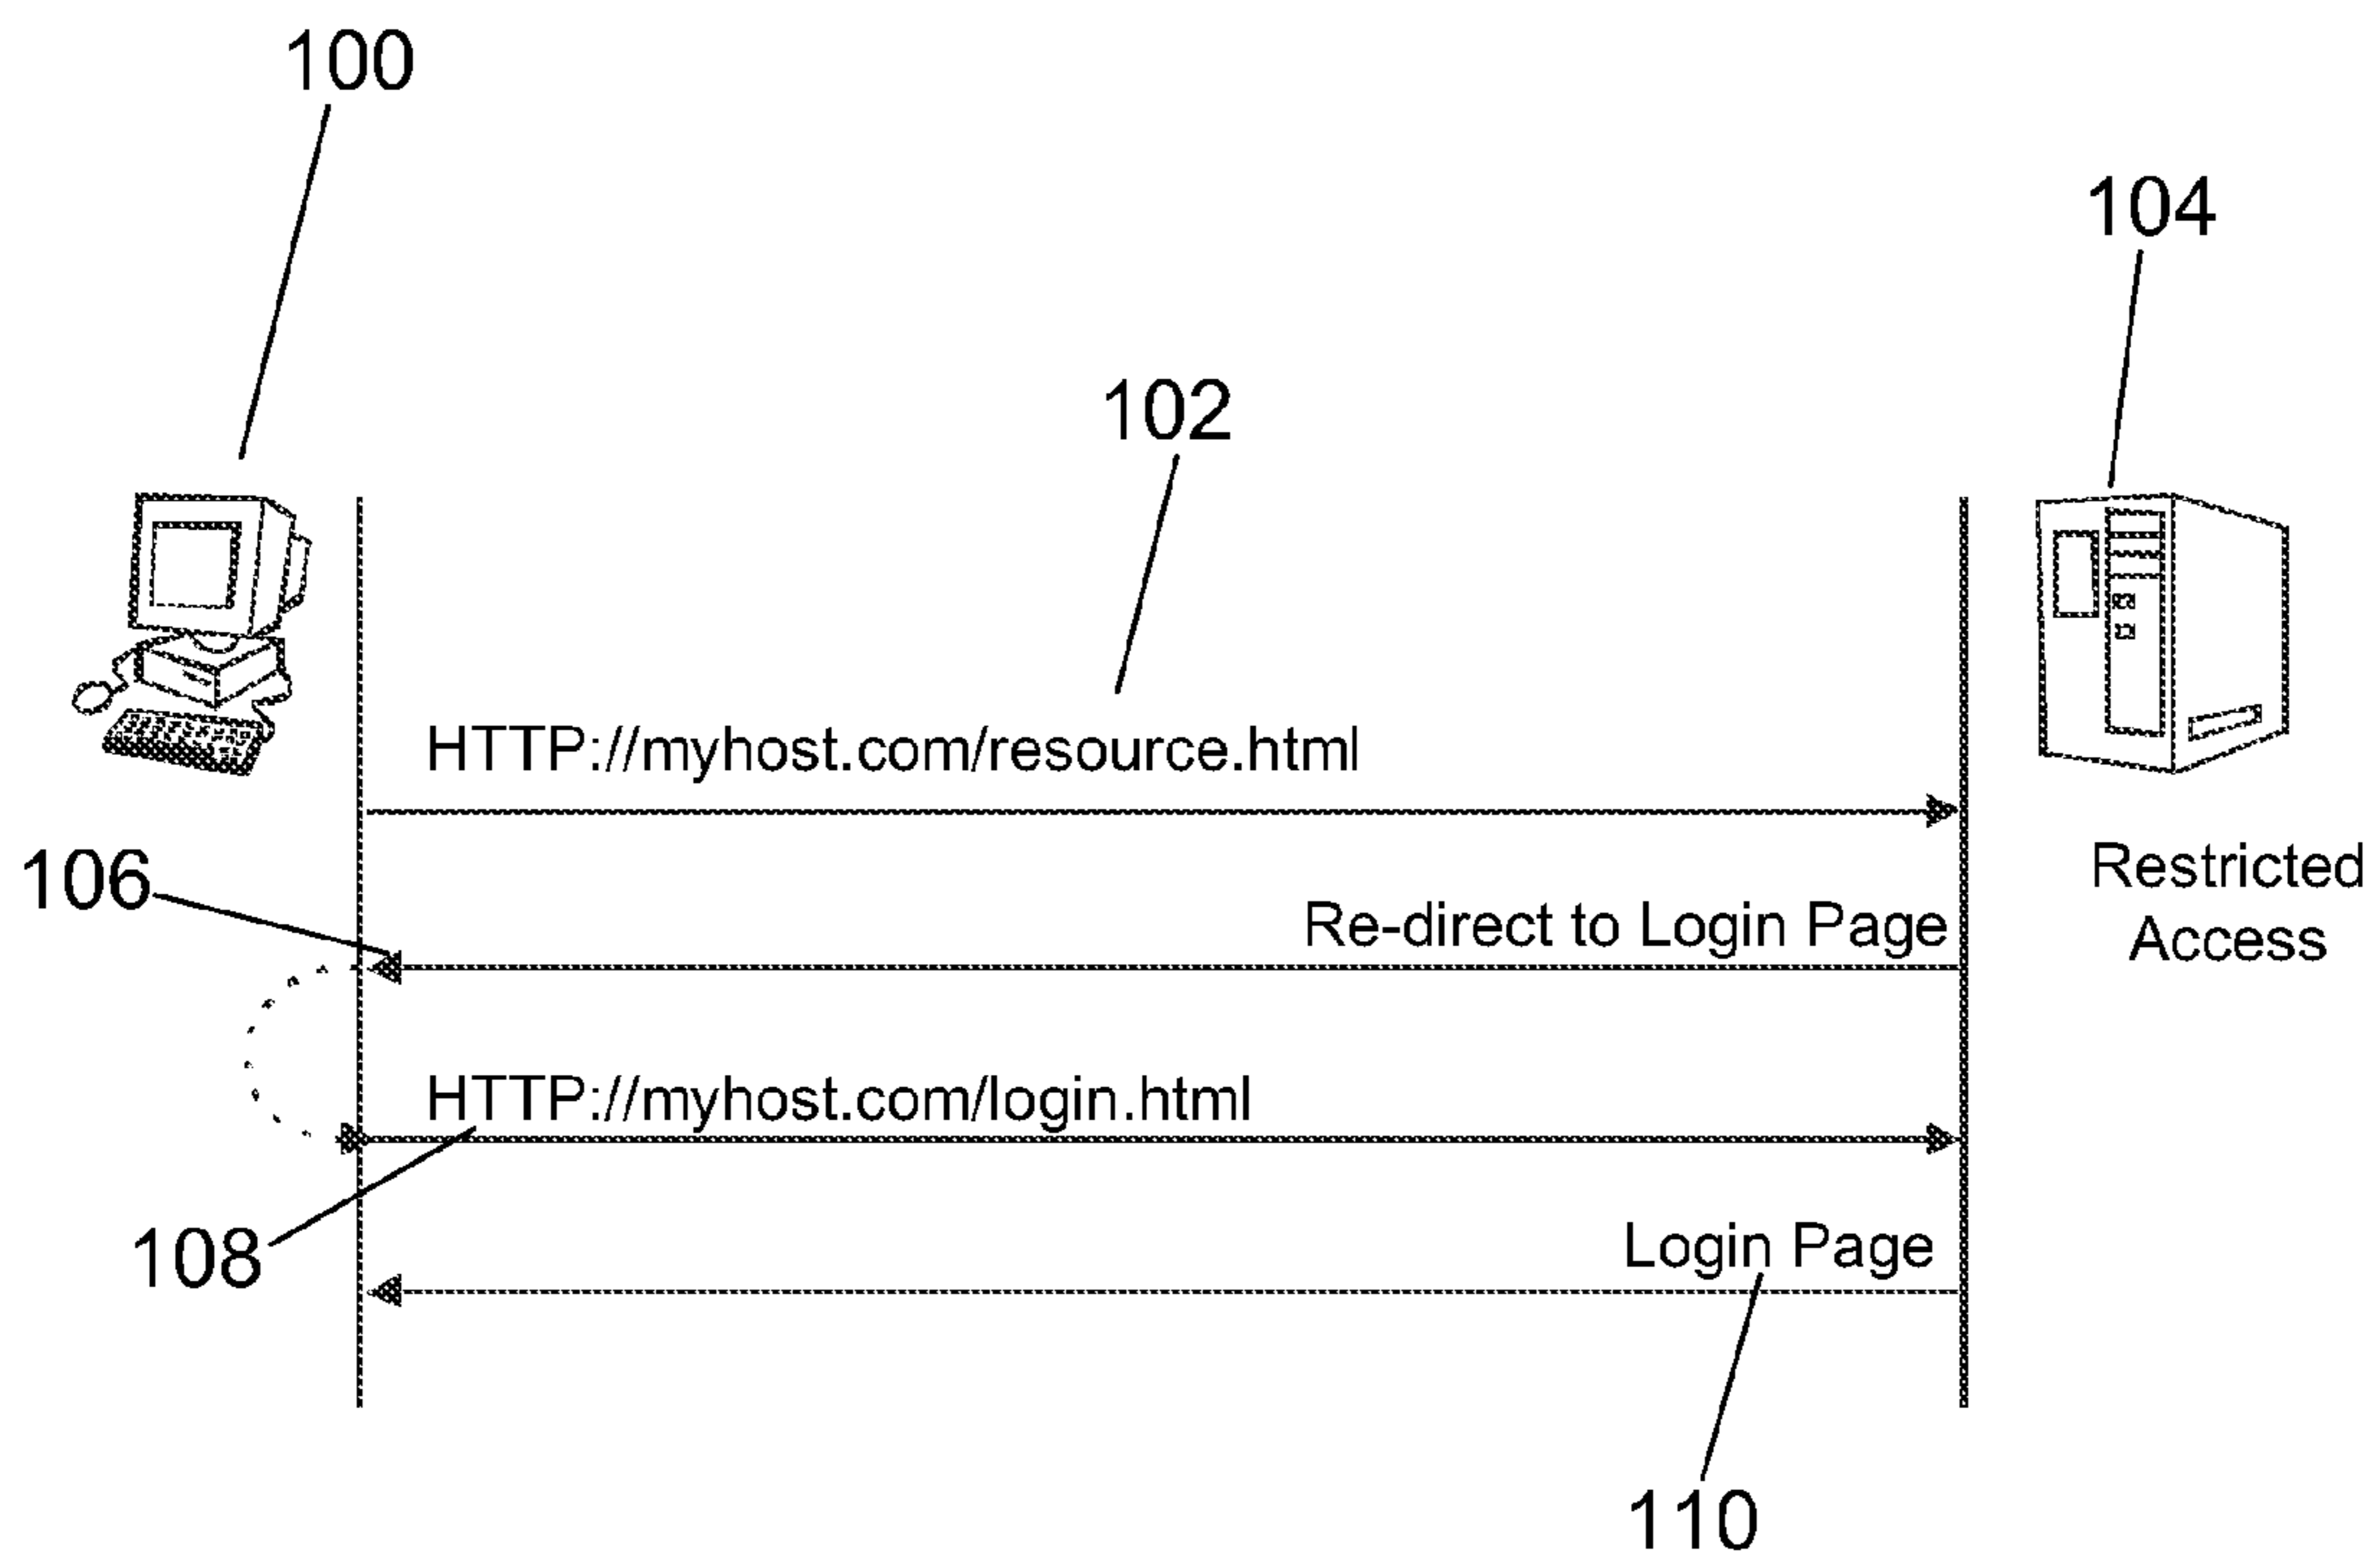 100
104
102
HTTP://myhost.com/resource.html
106
Restricted
Access
Re-direct to Login Page
HTTP://myhost.com/login.html
108
Login Page
110